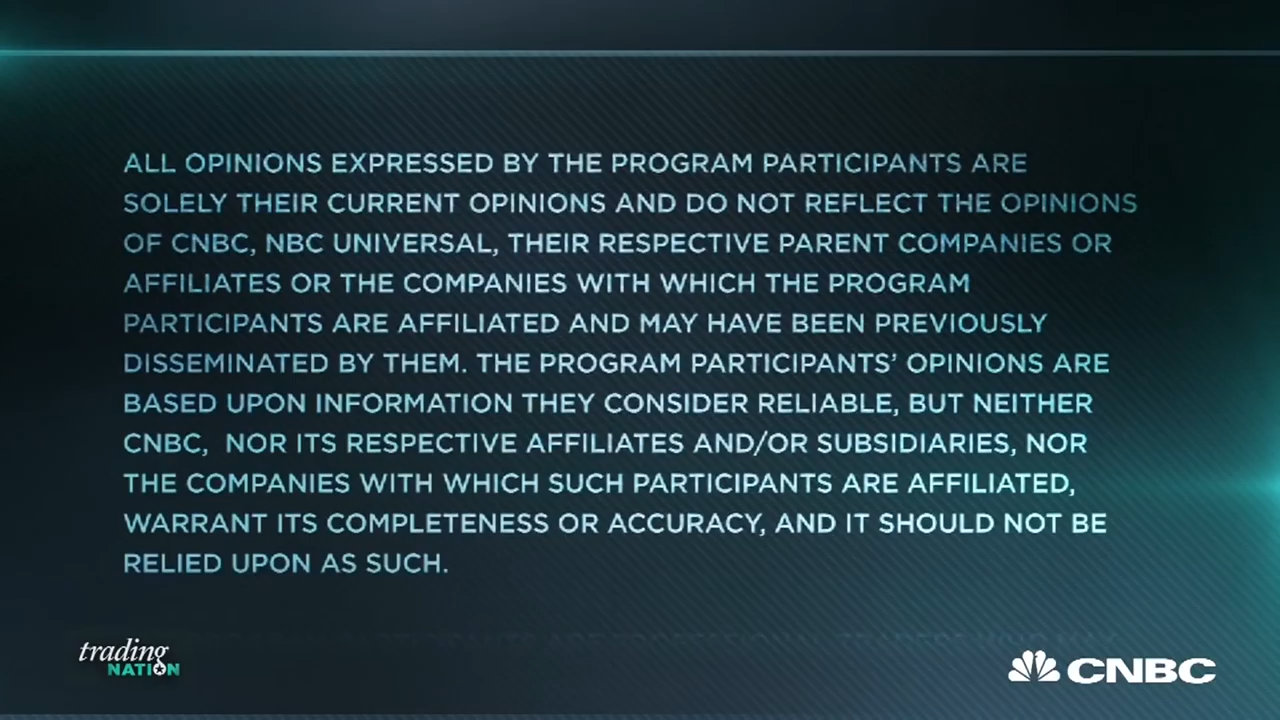 ALL OPINIONS EXPRESSED BY THE PROGRAM PARTICIPANTS ARE
SOLELY THEIR CURRENT OPINIONS AND DO NOT REFLECT THE OPINIONS
OF CNBC, NBC UNIVERSAL, THEIR RESPECTIVE PARENT COMPANIES OR
AFFILIATES OR THE COMPANIES WITH WHICH THE PROGRAM
PARTICIPANTS ARE AFFILIATED AND MAY HAVE BEEN PREVIOUSLY
DISSEMINATED BY THEM. THE PROGRAM PARTICIPANTS’ OPINIONS ARE
BASED UPON INFORMATION THEY CONSIDER RELIABLE, BUT NEITHER
CNBC,  NOR ITS RESPECTIVE AFFILIATES AND/OR SUBSIDIARIES, NOR
THE COMPANIES WITH WHICH SUCH PARTICIPANTS ARE AFFILIATED,
WARRANT ITS COMPLETENESS OR ACCURACY, AND IT SHOULD NOT BE
RELIED UPON AS SUCH.
trading
NATION
CNBC